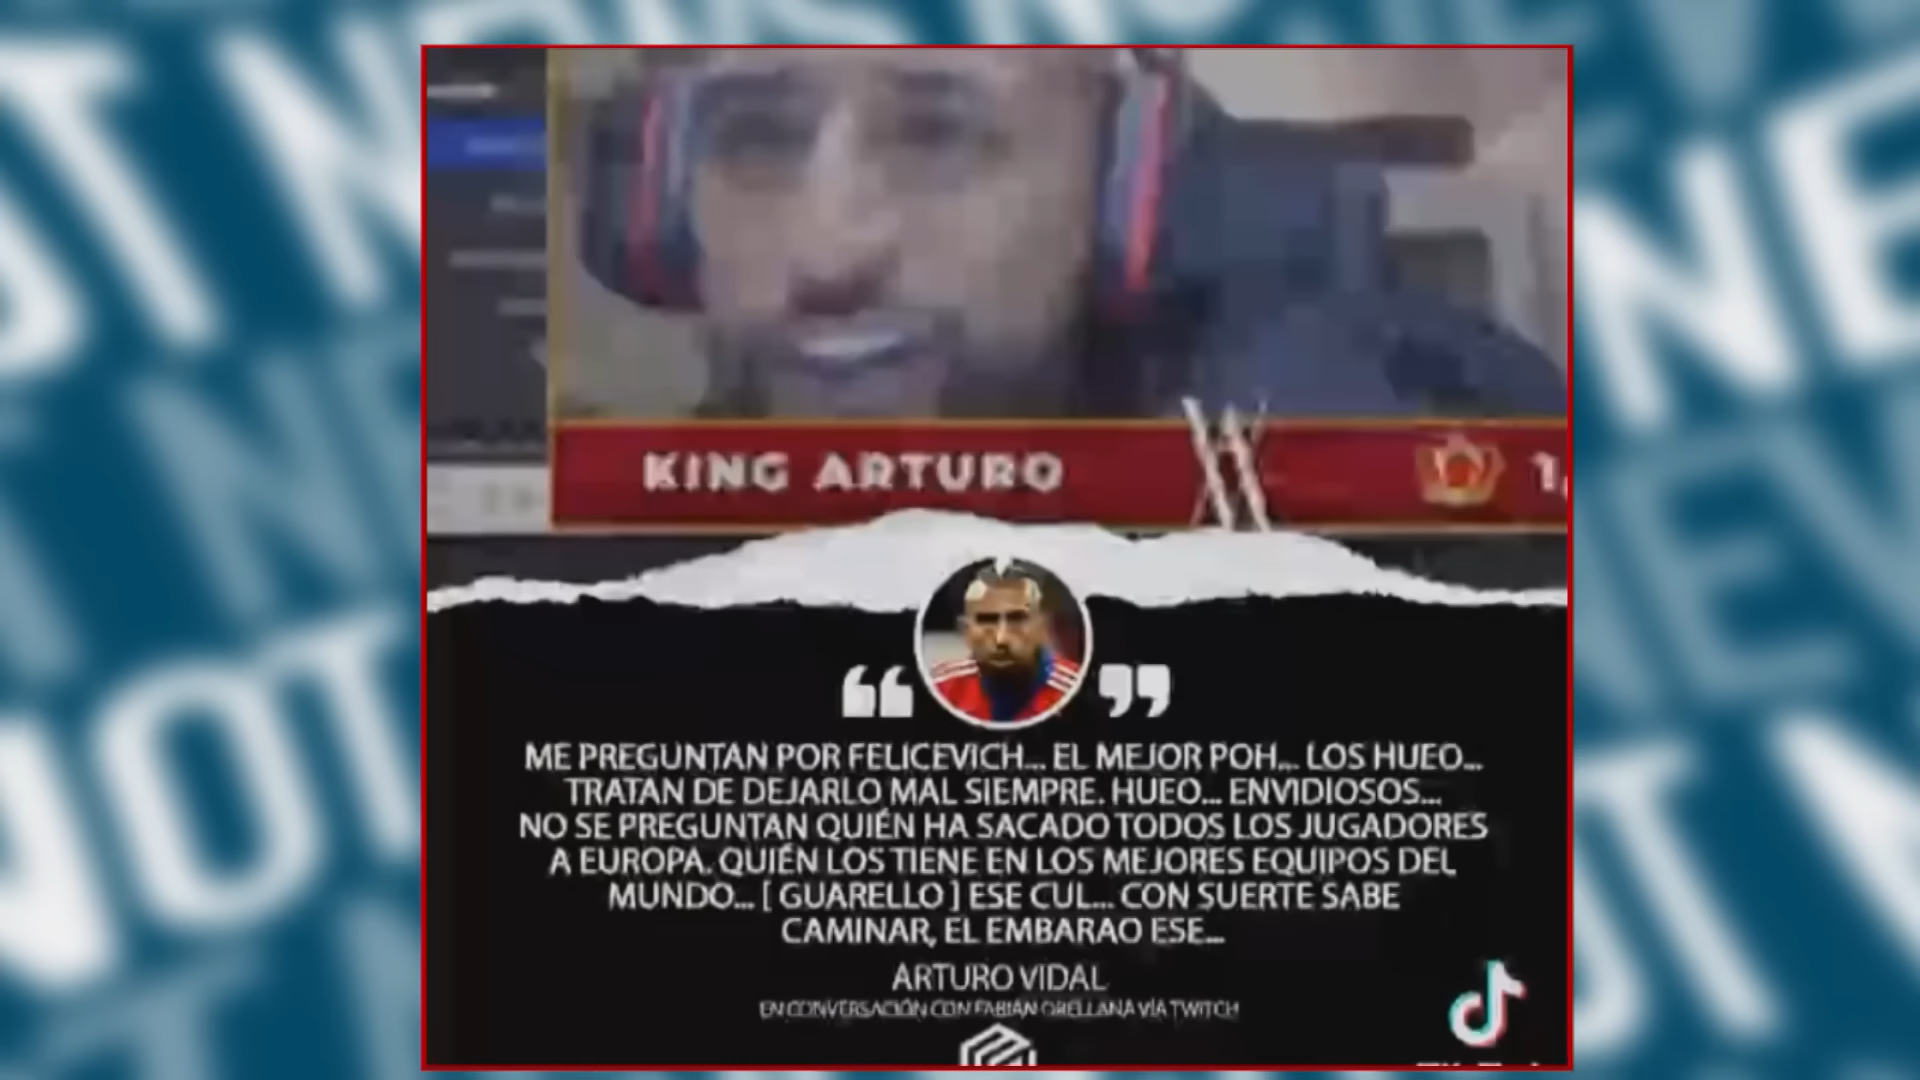 KING ARTURO
ME PREGUNTAN POR FELICEVICH... EL MEJOR POH... LOS HUEO...
TRATAN DE DEJARLO MAL SIEMPRE. HUEO... ENVIDIOSOS...
NO SE PREGUNTAN QUIÉN HA SACADO TODOS LOS JUGADORES
A EUROPA. QUIÉN LOS TIENE EN LOS MEJORES EQUIPOS DEL
MUNDO... [ GUARELLO ] ESE CUL... CON SUERTE SABE
CAMINAR, EL EMBARAO ESE...
ARTURO VIDAL
EN CONVERSACIÓN CON FABIÁN ORELLANA VÍA TWITCH